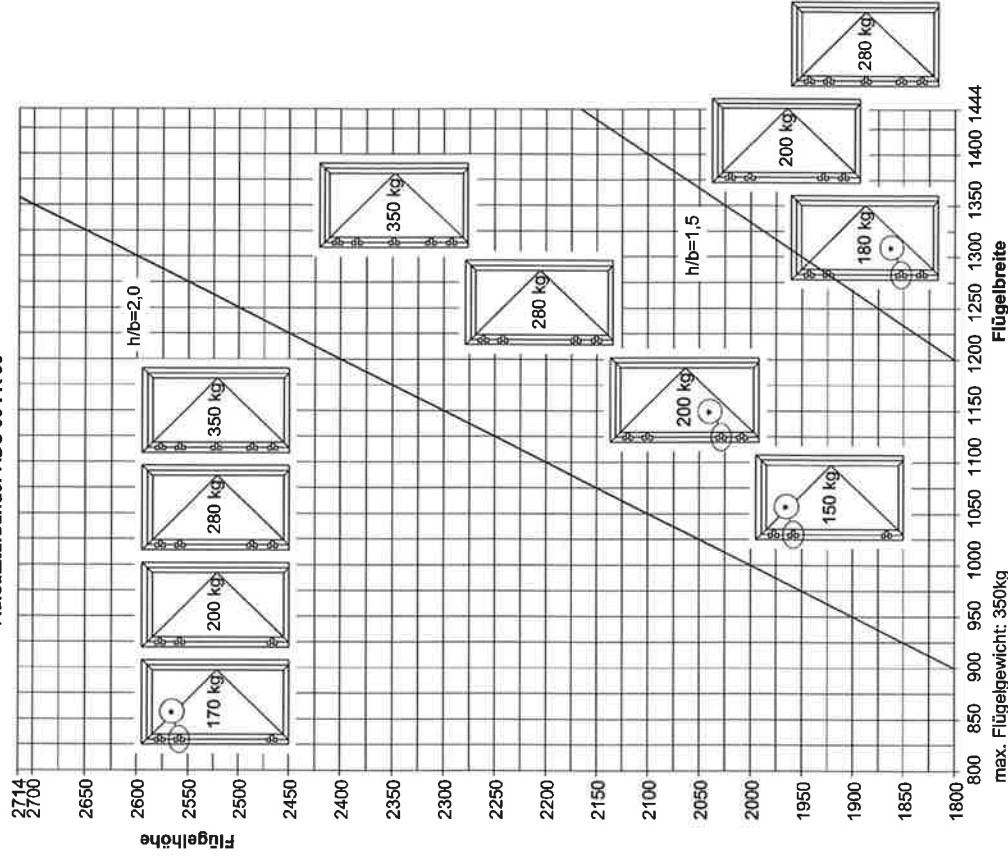 2714
2700
2650
2600
2550
2500
2450
2400
2350
2300
2250
2200
2150
2100
2050
2000
1950
1900
1850
1800
Flügelhöhe
h/b=2,0
170 kg
200 kg
280 kg
350 kg
350 kg
280 kg
200 kg
150 kg
h/b=1,5
180 kg
200 kg
280 kg
800 850 900 950 1000 1050 1100 1150 1200 1250 1300 1350 1400 1444
Flügelbreite
max. Flügelgewicht: 350kg